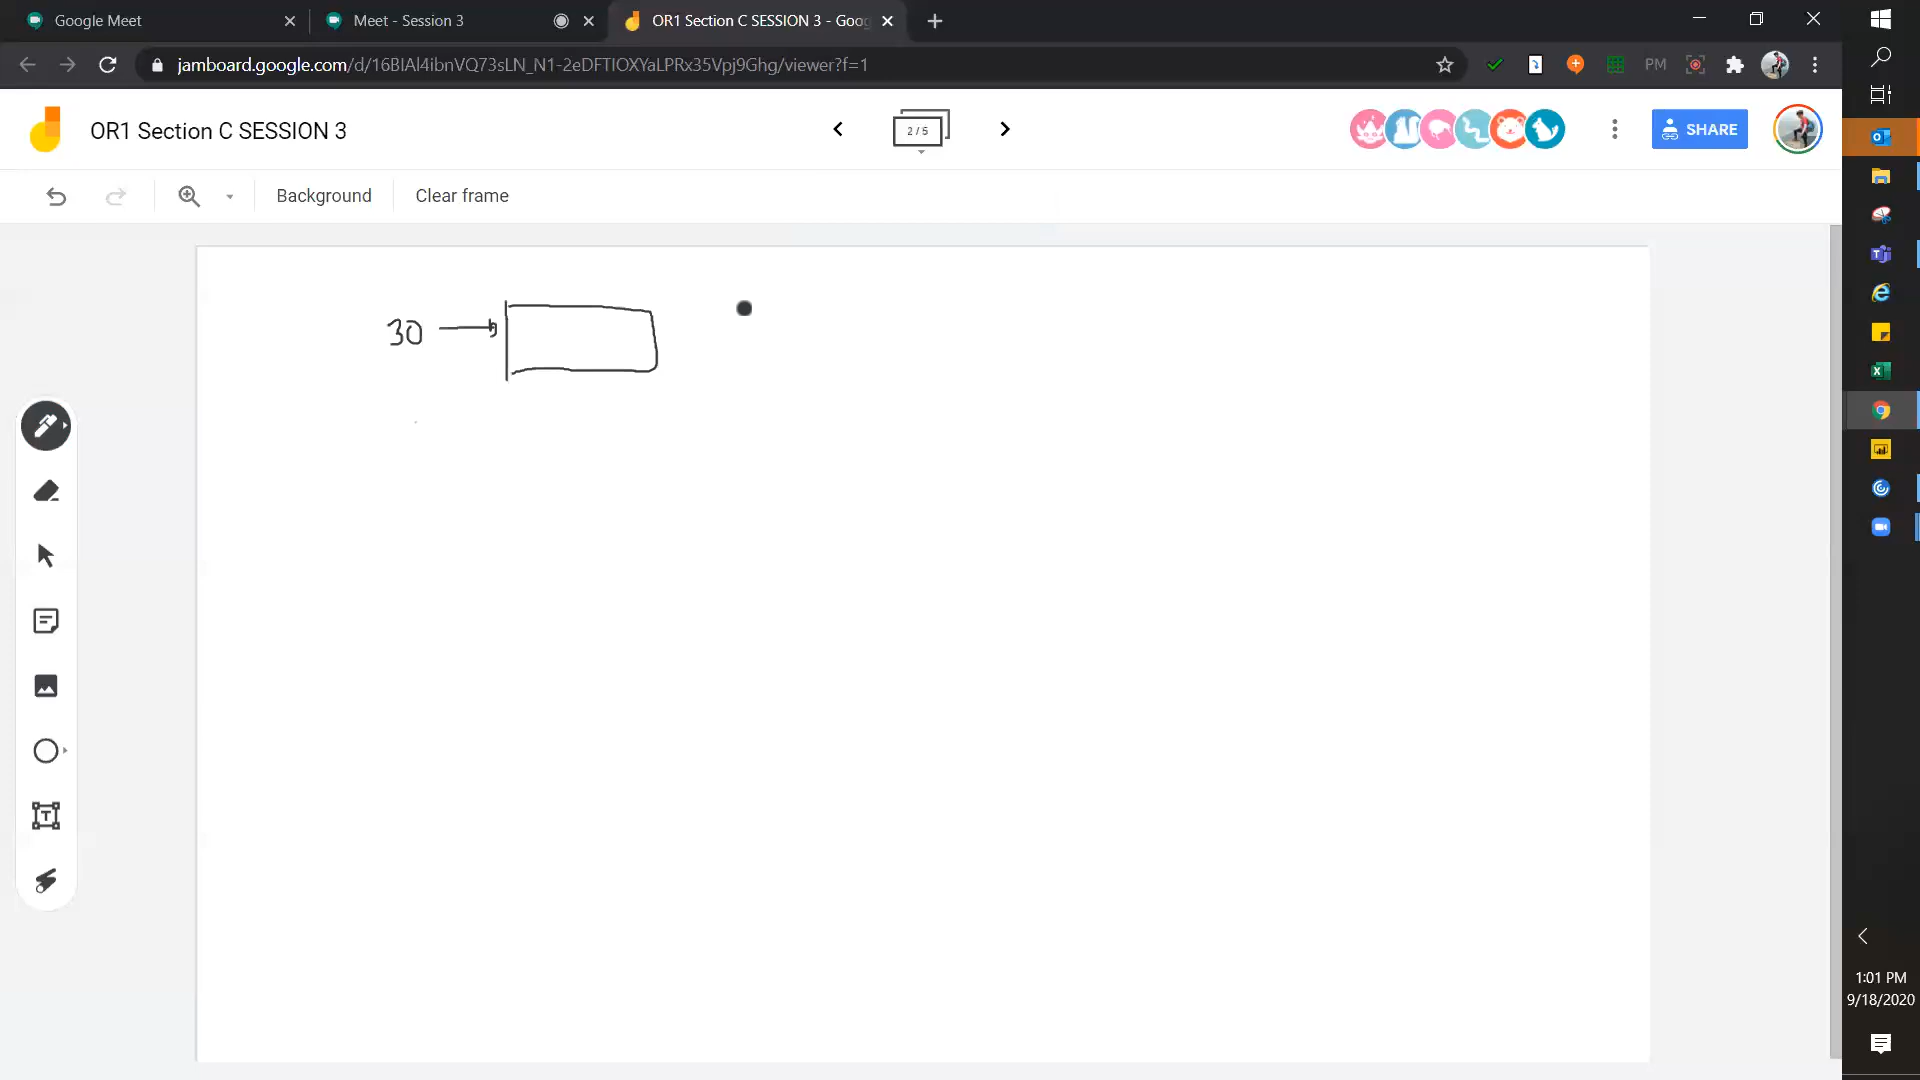 Google Meet
Meet - Session 3
OR1 Section C SESSION 3 - Goog
jamboard.google.com/d/16BIAl4ibnVQ73sLN_N1-2eDFTIOXYaLPRx35Vpj9Ghg/viewer?f=1
PM
OR1 Section C SESSION 3
2 / 5
SHARE
Background
Clear frame
30
1:01 PM
9/18/2020